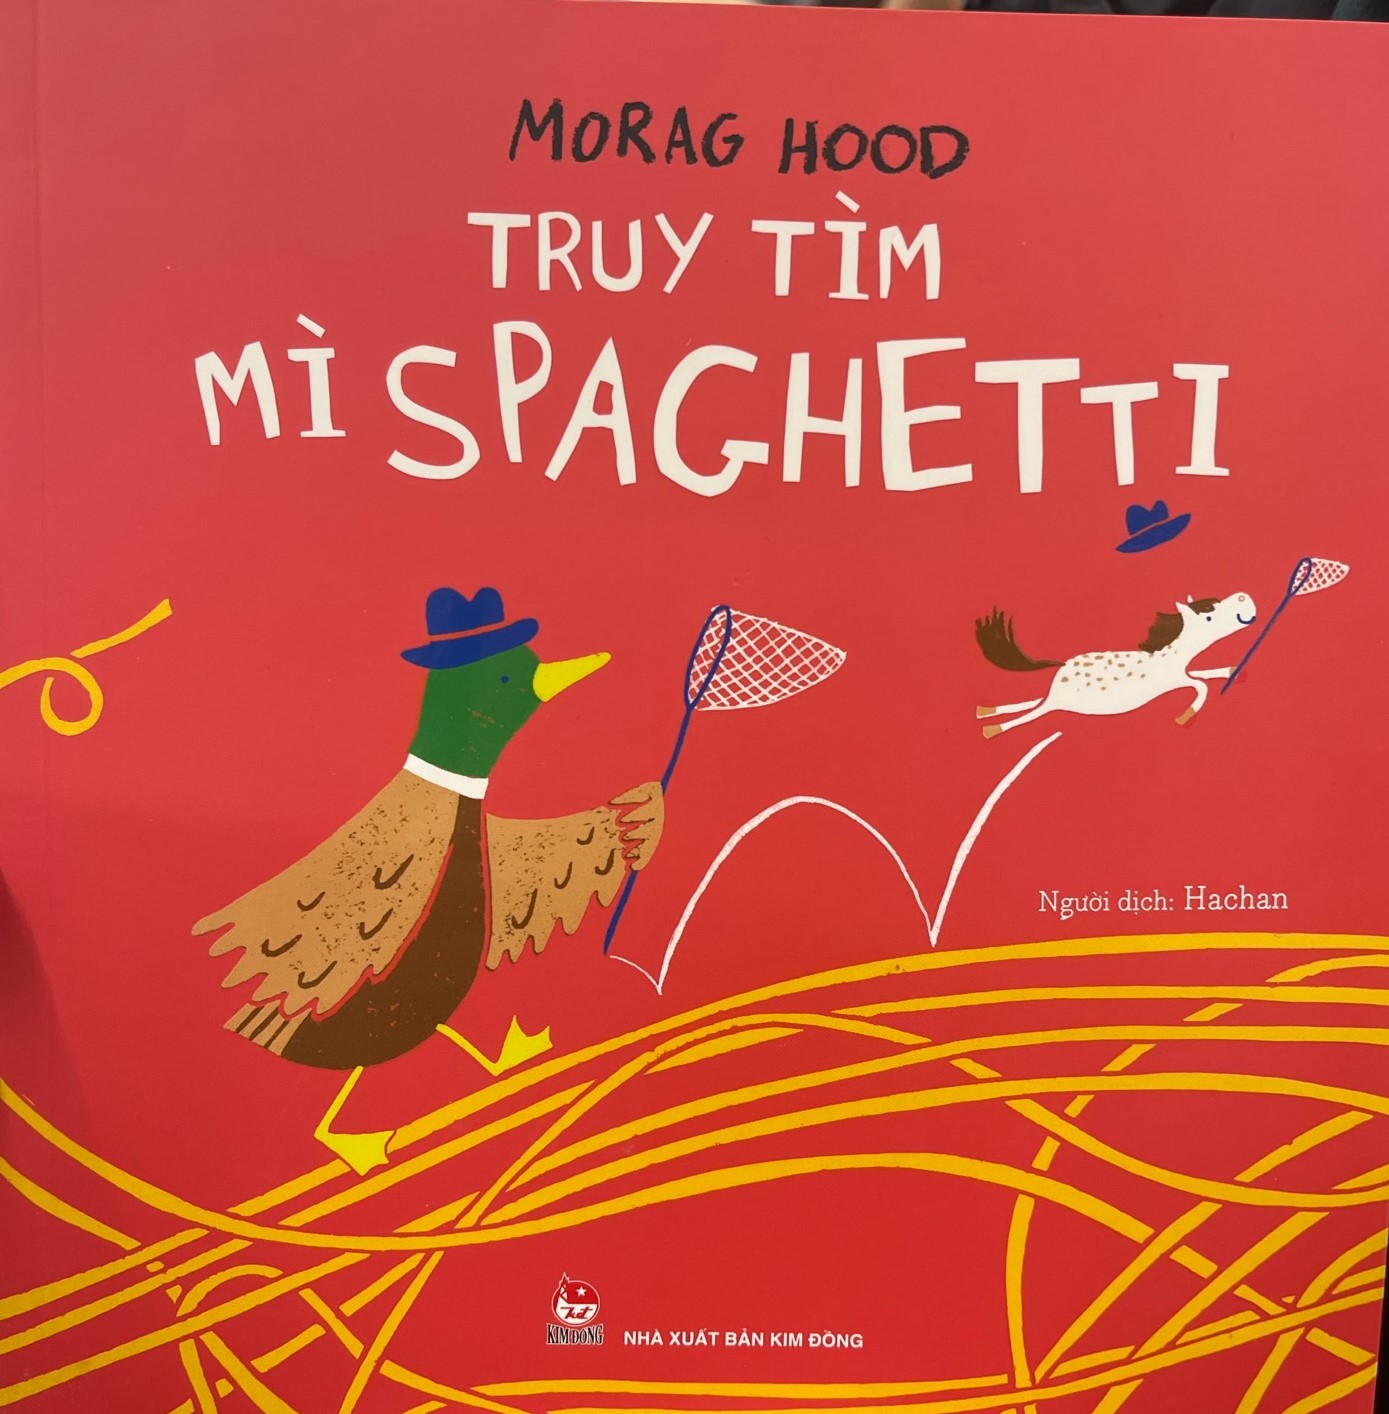 MORAG HOOD
TRUY TÌM
MÌ SPAGHETTI
Người dịch: Hachan
KIM ĐỒNG
NHÀ XUẤT BẢN KIM ĐỒNG